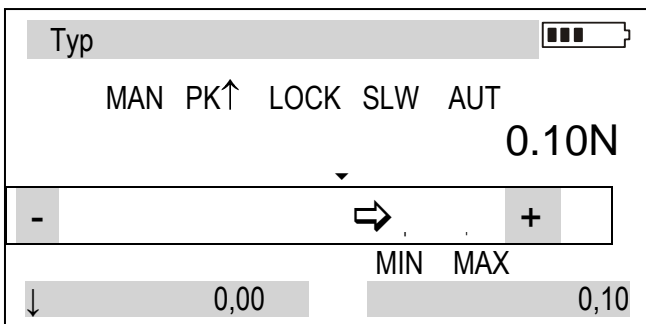 Typ
MAN PK↑ LOCK SLW AUT
0.10N
- +
MIN MAX
↓ 0,00 0,10